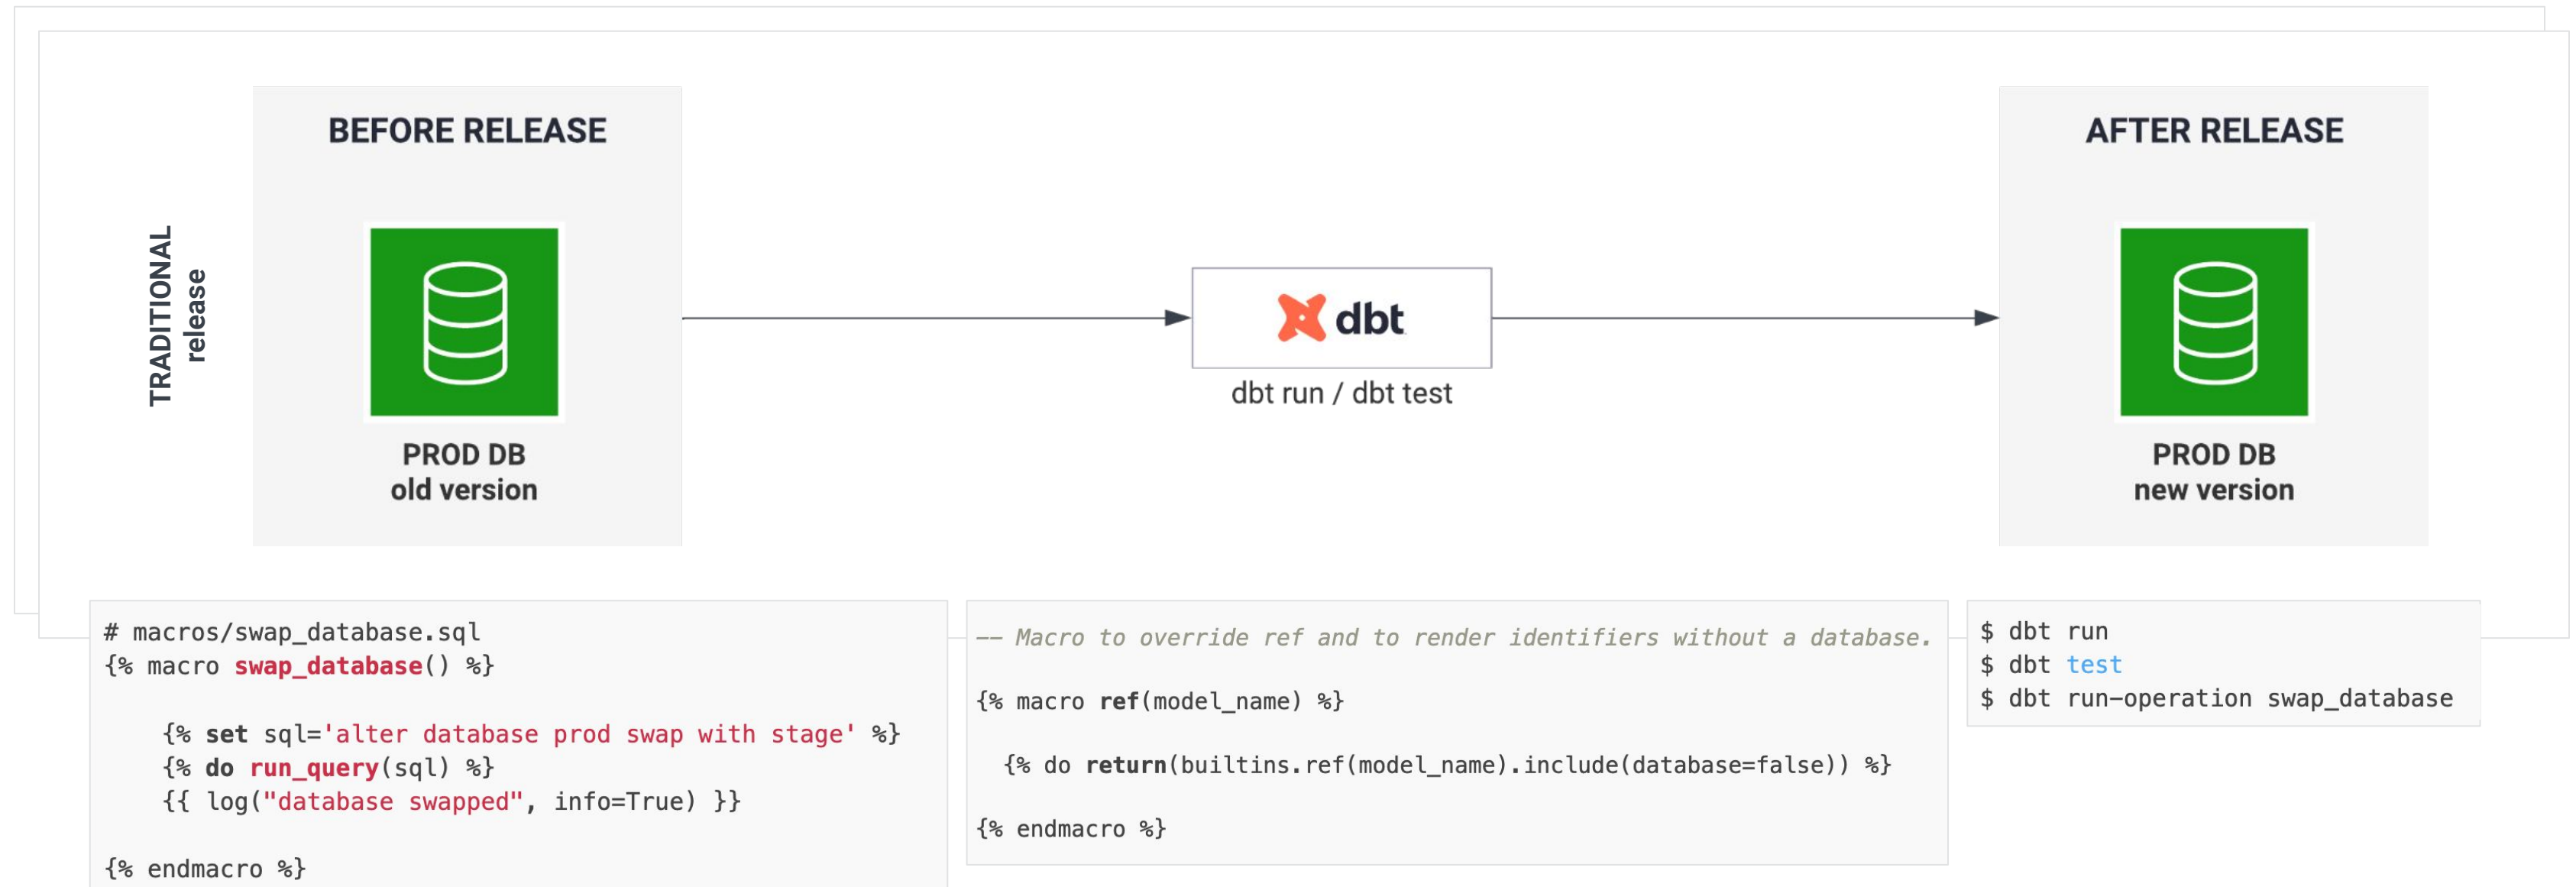 TRADITIONAL
release
BEFORE RELEASE
PROD DB
old version
dbt
dbt run / dbt test
AFTER RELEASE
PROD DB
new version
# macros/swap_database.sql
{% macro swap_database() %}
{% set sql='alter database prod swap with stage' %}
{% do run_query(sql) %}
{{ log("database swapped", info=True) }}
{% endmacro %}
-- Macro to override ref and to render identifiers without a database.
{% macro ref(model_name) %}
{% do return(builtins.ref(model_name).include(database=false)) %}
{% endmacro %}
$ dbt run
$ dbt test
$ dbt run-operation swap_database